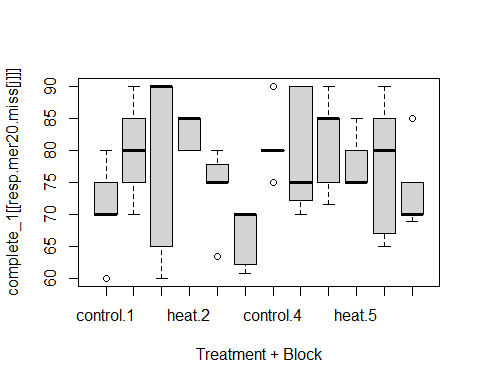 complete_1[[resp.mer20.miss[j]]]
90
85
80
75
70
65
60
control.1 heat.2 control.4 heat.5
Treatment + Block